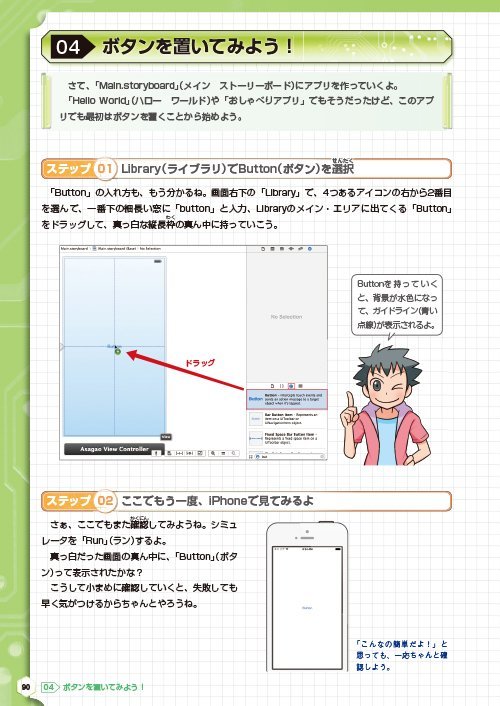 04 ボタンを置いてみよう！
さて、「Main.storyboard」（メイン　ストーリーボード）にアプリを作っていくよ。
「Hello World」（ハロー　ワールド）や「おしゃべりアプリ」でもそうだったけど、このアプ
リでも最初はボタンを置くことから始めよう。
ステップ 01 Library（ライブラリ）でButton（ボタン）を選択
せんたく
「Button」の入れ方も、もう分かるね。画面右下の「Library」で、4つあるアイコンの右から2番目
を選んで、一番下の細長い窓に「button」と入力、Libraryのメイン・エリアに出てくる「Button」
をドラッグして、真っ白な縦長枠の真ん中に持っていこう。
わく
Main.storyboard
No Selection
No Selection
Button
ドラッグ
Button
Button - Intercepts touch events and
sends an action message to a target
object when it's tapped.
Bar Button Item - Represents an
item on a UIToolbar or
UINavigationItem object.
Fixed Space Bar Button Item -
Represents a fixed space item on a
UIToolbar object.
View
Asagao View Controller
but
Buttonを持っていく
と、背景が水色になっ
て、ガイドライン（青い
点線）が表示されるよ。
ステップ 02 ここでもう一度、iPhoneで見てみるよ
かくにん
さぁ、ここでもまた確認してみようね。シミュ
レータを「Run」（ラン）するよ。
真っ白だった画面の真ん中に、「Button」（ボタ
ン）って表示されたかな？
こうして小まめに確認していくと、失敗しても
早く気がつけるからちゃんとやろうね。
Button
「こんなの簡単だよ！」と
思っても、一応ちゃんと確
認しよう。
90 04 ボタンを置いてみよう！